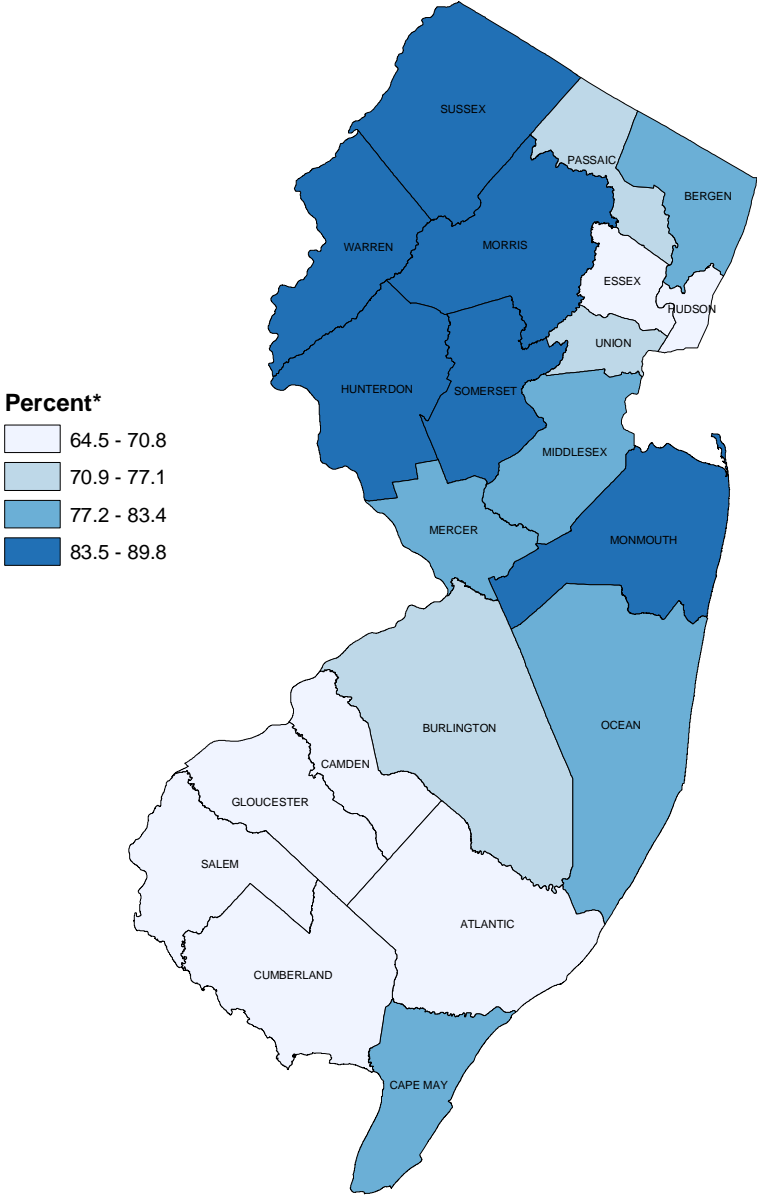 SUSSEX
PASSAIC
BERGEN
WARREN
MORRIS
ESSEX
HUDSON
UNION
HUNTERDON
SOMERSET
Percent*
64.5 - 70.8
70.9 - 77.1
77.2 - 83.4
83.5 - 89.8
MIDDLESEX
MERCER
MONMOUTH
OCEAN
BURLINGTON
CAMDEN
GLOUCESTER
SALEM
ATLANTIC
CUMBERLAND
CAPE MAY